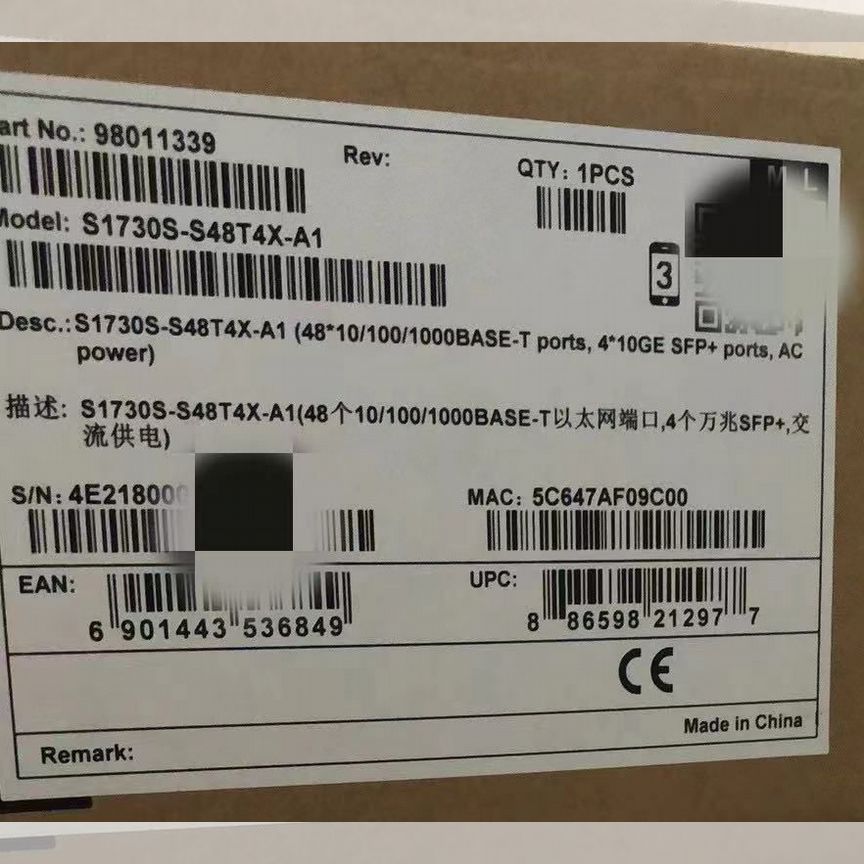 art No.: 98011339
Rev:
QTY: 1PCS
Model: S1730S-S48T4X-A1
3
Desc.:S1730S-S48T4X-A1 (48*10/100/1000BASE-T ports, 4*10GE SFP+ ports, AC
power)
描述: S1730S-S48T4X-A1(48个10/100/1000BASE-T以太网端口,4个万兆SFP+,交
流供电)
S/N: 4E21800
MAC: 5C647AF09C00
EAN:
6 901443 536849
UPC:
8 86598 21297 7
CE
Made in China
Remark: